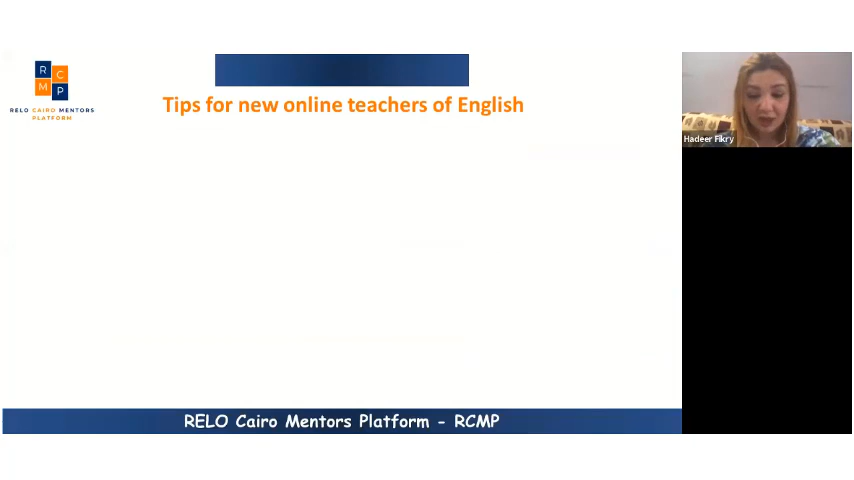 R
C
M
P
RELO CAIRO MENTORS
PLATFORM
Tips for new online teachers of English
Hadeer Fikry
RELO Cairo Mentors Platform - RCMP